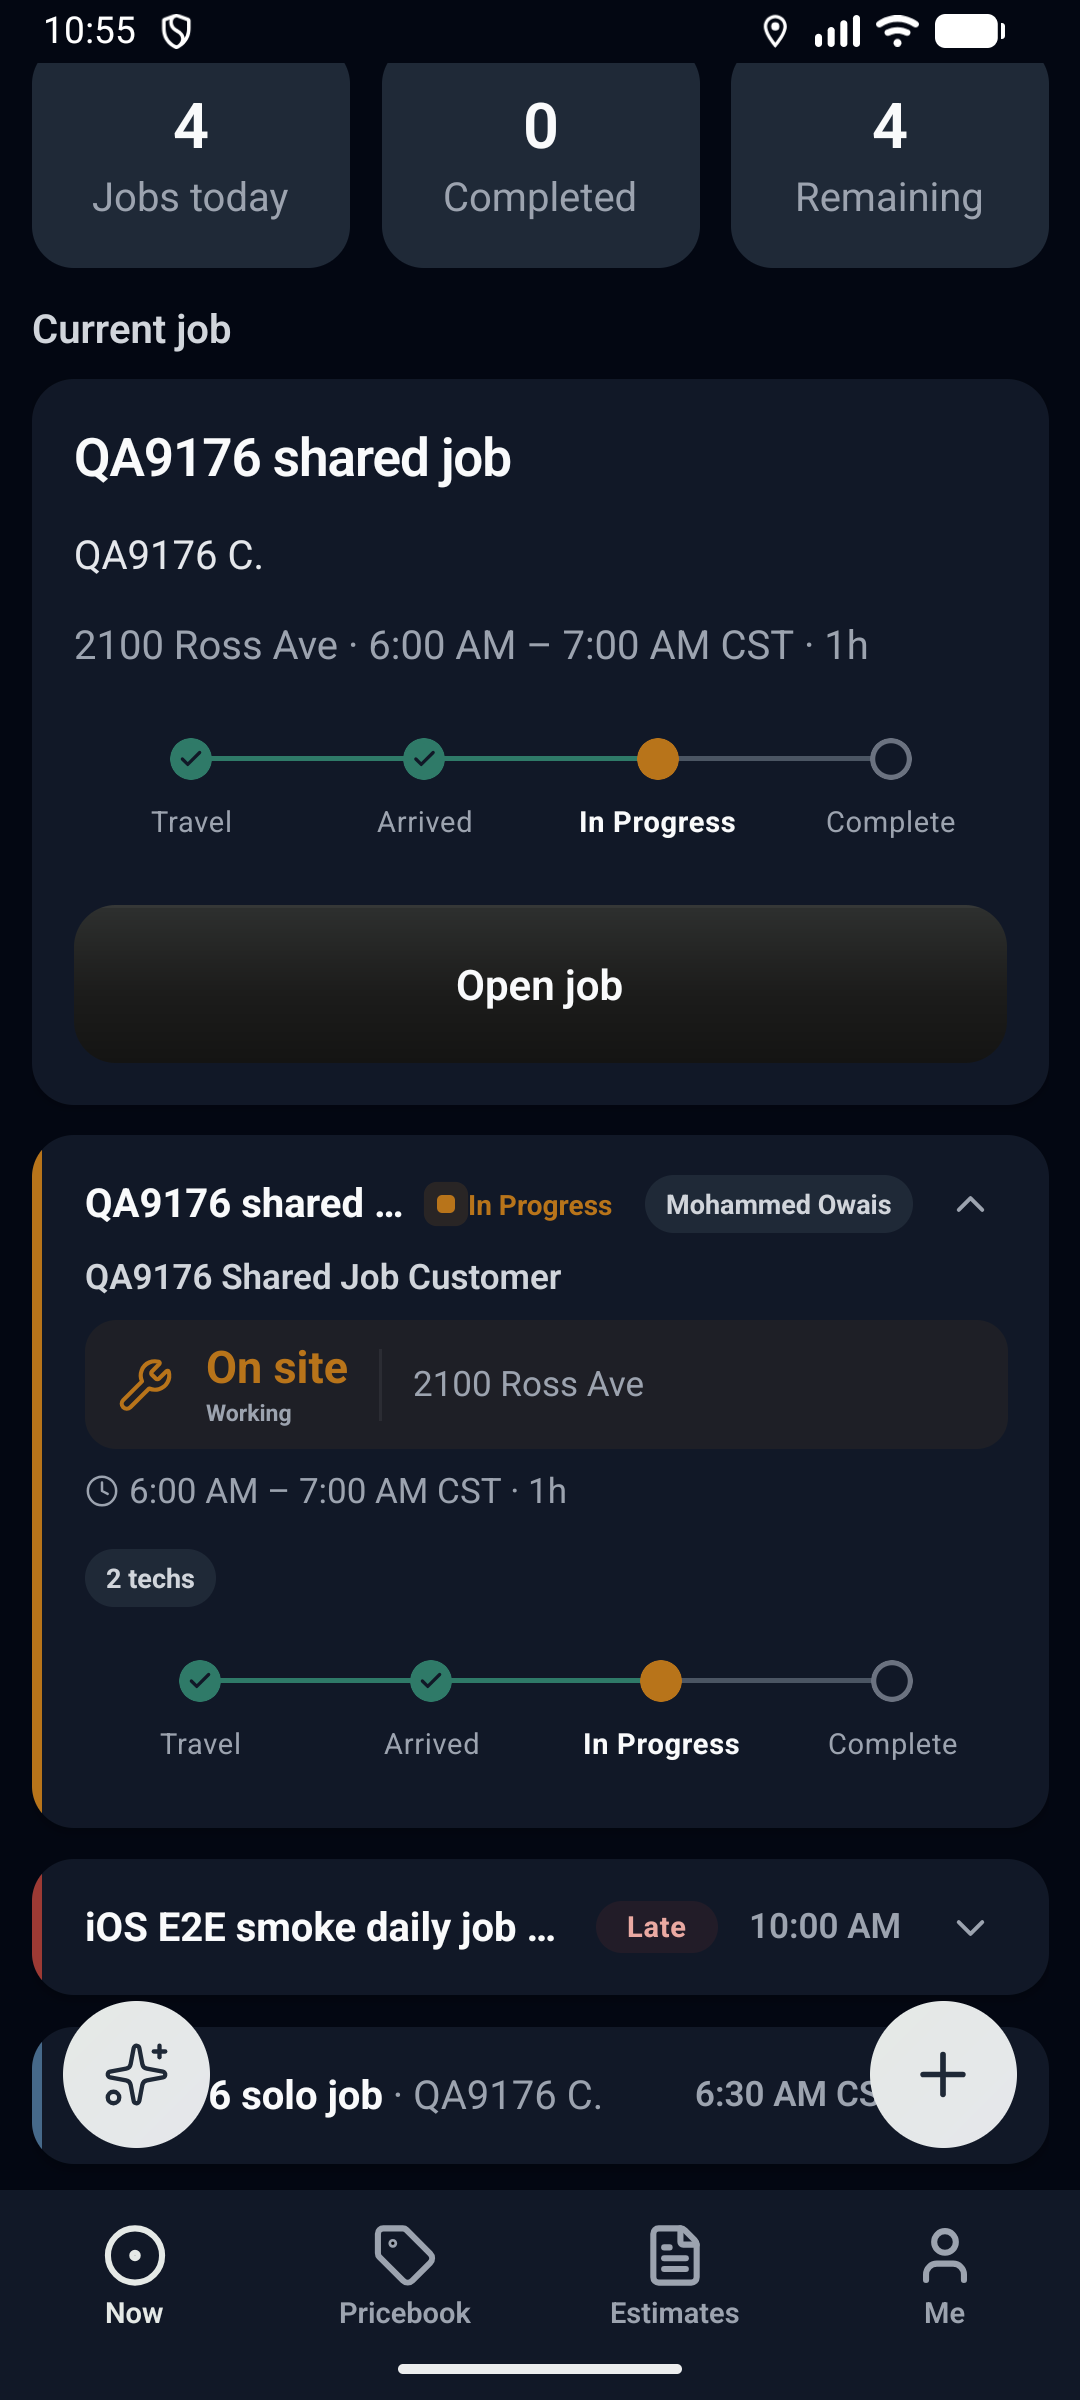 10:55
4
Jobs today
0
Completed
4
Remaining
Current job
QA9176 shared job
QA9176 C.
2100 Ross Ave · 6:00 AM – 7:00 AM CST · 1h
Travel
Arrived
In Progress
Complete
Open job
QA9176 shared ...
In Progress
Mohammed Owais
QA9176 Shared Job Customer
On site
Working
2100 Ross Ave
6:00 AM – 7:00 AM CST · 1h
2 techs
Travel
Arrived
In Progress
Complete
iOS E2E smoke daily job ...
Late
10:00 AM
6 solo job · QA9176 C.
6:30 AM CS
Now
Pricebook
Estimates
Me